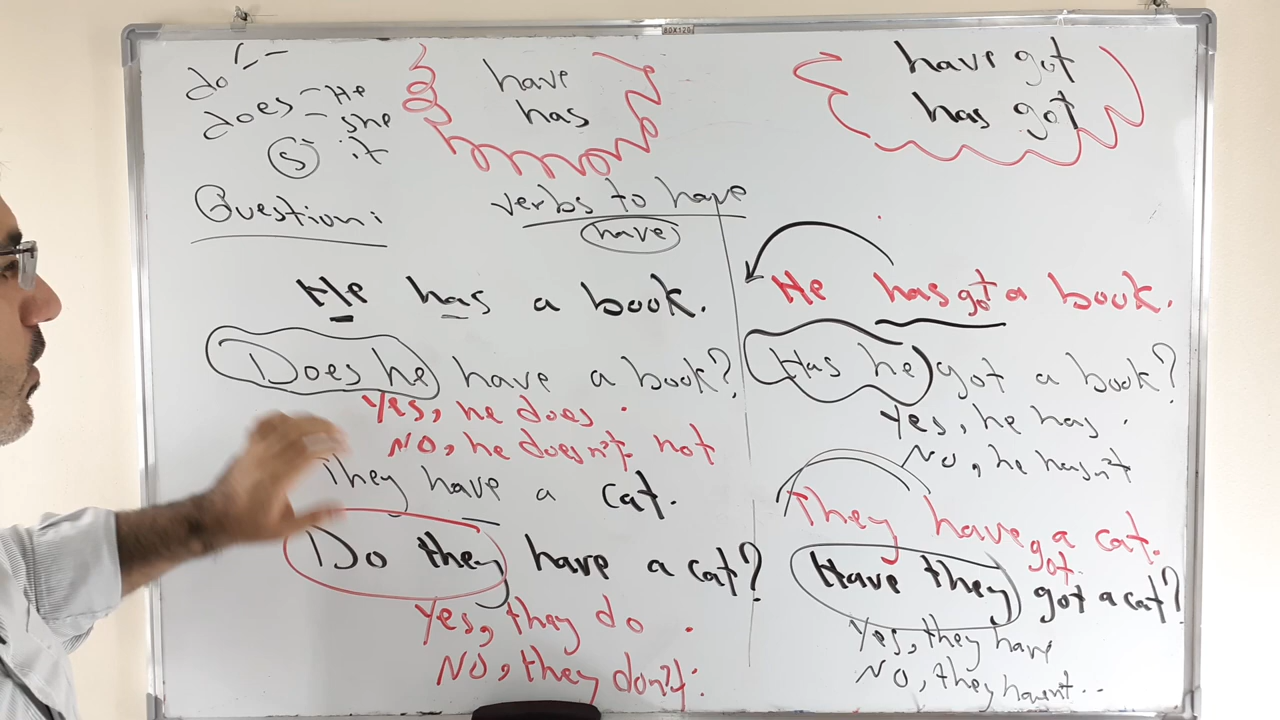 80X120
do
does - He
- she
S it
have
has
have got
has got
Question:
verbs to have
have
He has a book.
Does he have a book?
Yes, he does.
NO, he doesn't. not
They have a cat.
Do they have a cat?
Yes, they do.
NO, they don't.
He has got a book.
Has he got a book?
Yes, he has.
NO, he hasn't
They have got a cat.
Have they got a cat?
Yes, they have
NO, they havent..